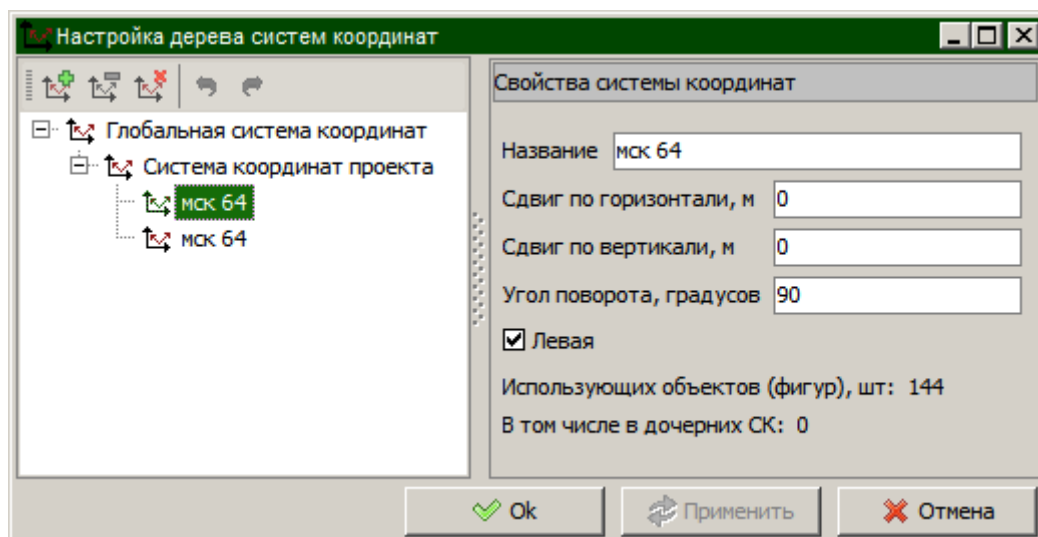 Настройка дерева систем координат
Глобальная система координат
Система координат проекта
мск 64
мск 64
Свойства системы координат
Название мск 64
Сдвиг по горизонтали, м 0
Сдвиг по вертикали, м 0
Угол поворота, градусов 90
Левая
Использующих объектов (фигур), шт: 144
В том числе в дочерних СК: 0
Ok Применить Отмена